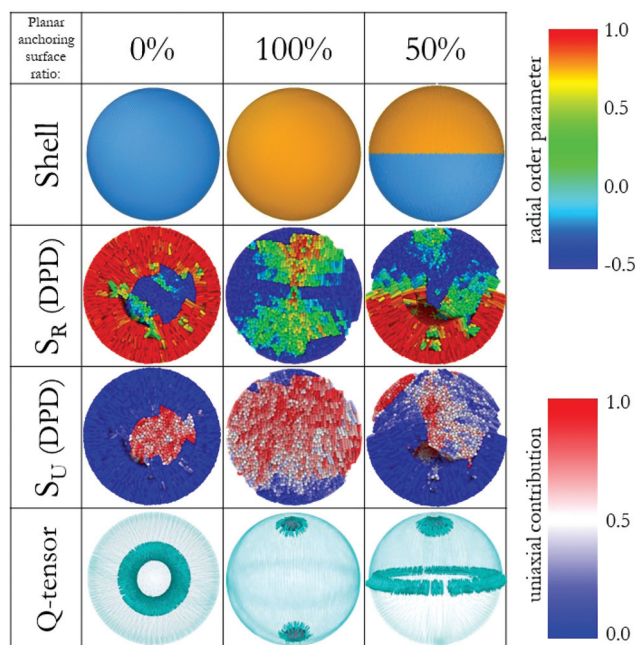 Planar
anchoring
surface
ratio:
0%
100%
50%
Shell
S_R (DPD)
S_U (DPD)
Q-tensor
radial order parameter
1.0
0.5
0.0
-0.5
uniaxial contribution
1.0
0.5
0.0